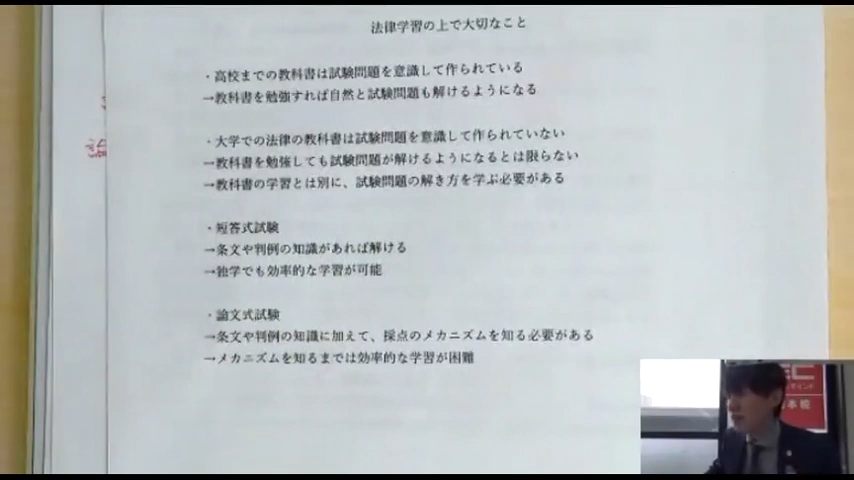 法律学習の上で大切なこと
・高校までの教科書は試験問題を意識して作られている
→教科書を勉強すれば自然と試験問題も解けるようになる
・大学での法律の教科書は試験問題を意識して作られていない
→教科書を勉強しても試験問題が解けるようになるとは限らない
→教科書の学習とは別に、試験問題の解き方を学ぶ必要がある
・短答式試験
→条文や判例の知識があれば解ける
→独学でも効率的な学習が可能
・論文式試験
→条文や判例の知識に加えて、採点のメカニズムを知る必要がある
→メカニズムを知るまでは効率的な学習が困難